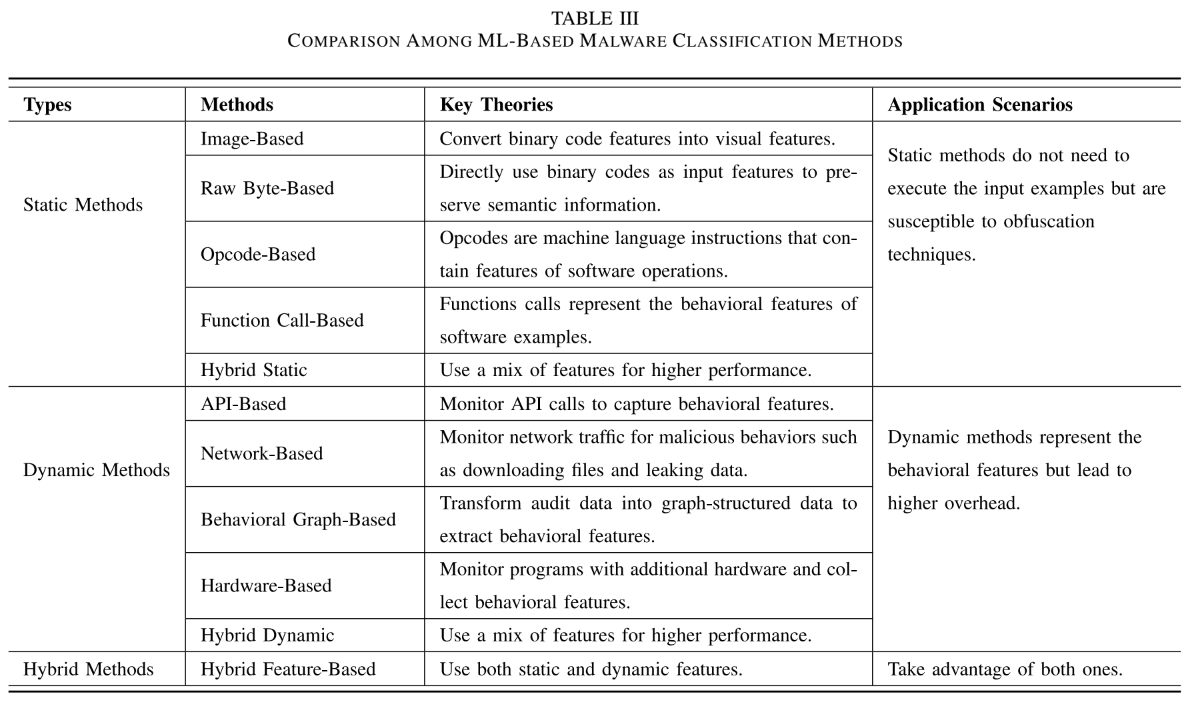 TABLE III
COMPARISON AMONG ML-BASED MALWARE CLASSIFICATION METHODS
Types Methods Key Theories Application Scenarios
Static Methods
Image-Based
Convert binary code features into visual features.
Raw Byte-Based
Directly use binary codes as input features to pre-
serve semantic information.
Opcode-Based
Opcodes are machine language instructions that con-
tain features of software operations.
Function Call-Based
Functions calls represent the behavioral features of
software examples.
Hybrid Static
Use a mix of features for higher performance.
Static methods do not need to
execute the input examples but are
susceptible to obfuscation
techniques.
Dynamic Methods
API-Based
Monitor API calls to capture behavioral features.
Network-Based
Monitor network traffic for malicious behaviors such
as downloading files and leaking data.
Behavioral Graph-Based
Transform audit data into graph-structured data to
extract behavioral features.
Hardware-Based
Monitor programs with additional hardware and col-
lect behavioral features.
Hybrid Dynamic
Use a mix of features for higher performance.
Dynamic methods represent the
behavioral features but lead to
higher overhead.
Hybrid Methods
Hybrid Feature-Based
Use both static and dynamic features.
Take advantage of both ones.